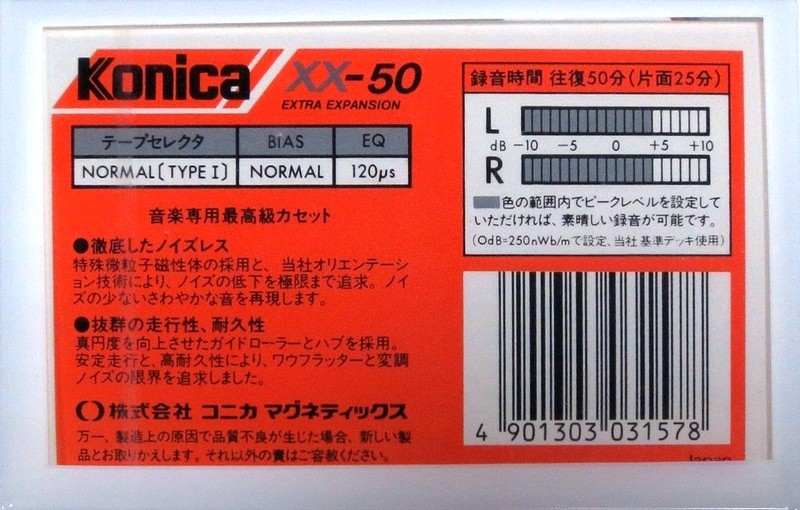 Konica XX-50
EXTRA EXPANSION
テープセレクタ BIAS EQ
NORMAL(TYPE I) NORMAL 120μs
音楽専用最高級カセット
●徹底したノイズレス
特殊微粒子磁性体の採用と、当社オリエンテーシ
ョン技術により、ノイズの低下を極限まで追求。ノイ
ズの少ないさわやかな音を再現します。
●抜群の走行性、耐久性
真円度を向上させたガイドローラーとハブを採用。
安定走行と、高耐久性により、ワウフラッターと変調
ノイズの限界を追求しました。
株式会社 コニカ マグネティックス
万一、製造上の原因で品質不良が生じた場合、新しい製
品とお取りかえします。それ以外の責はご容赦ください。
録音時間 往復50分(片面25分)
L
dB -10 -5 0 +5 +10
R
色の範囲内でピークレベルを設定して
いただければ、素晴しい録音が可能です。
(0dB=250nWb/mで設定、当社基準デッキ使用)
4 901303 031578
Japan